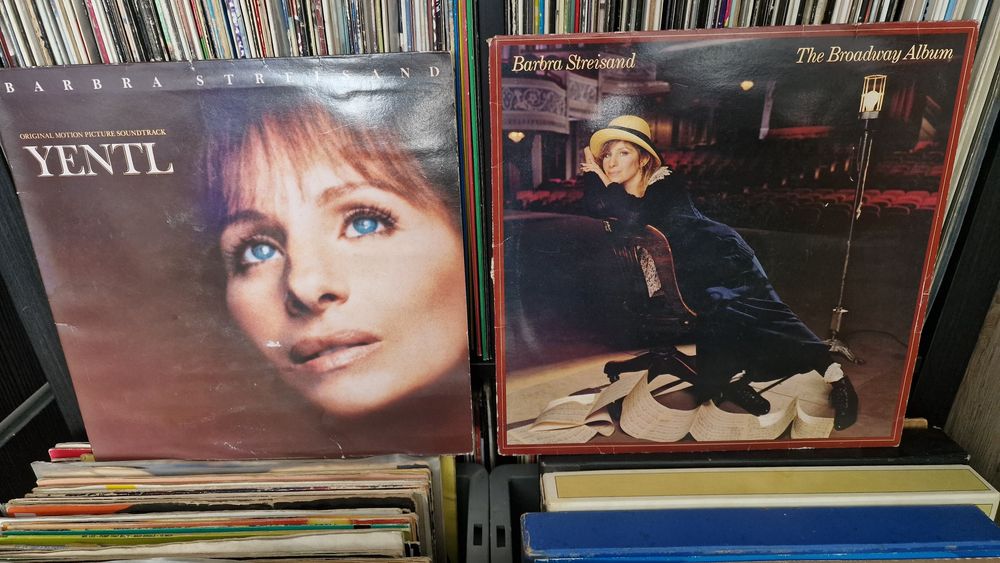 BARBRA STREISAND
ORIGINAL MOTION PICTURE SOUNDTRACK
YENTL
Barbra Streisand
The Broadway Album